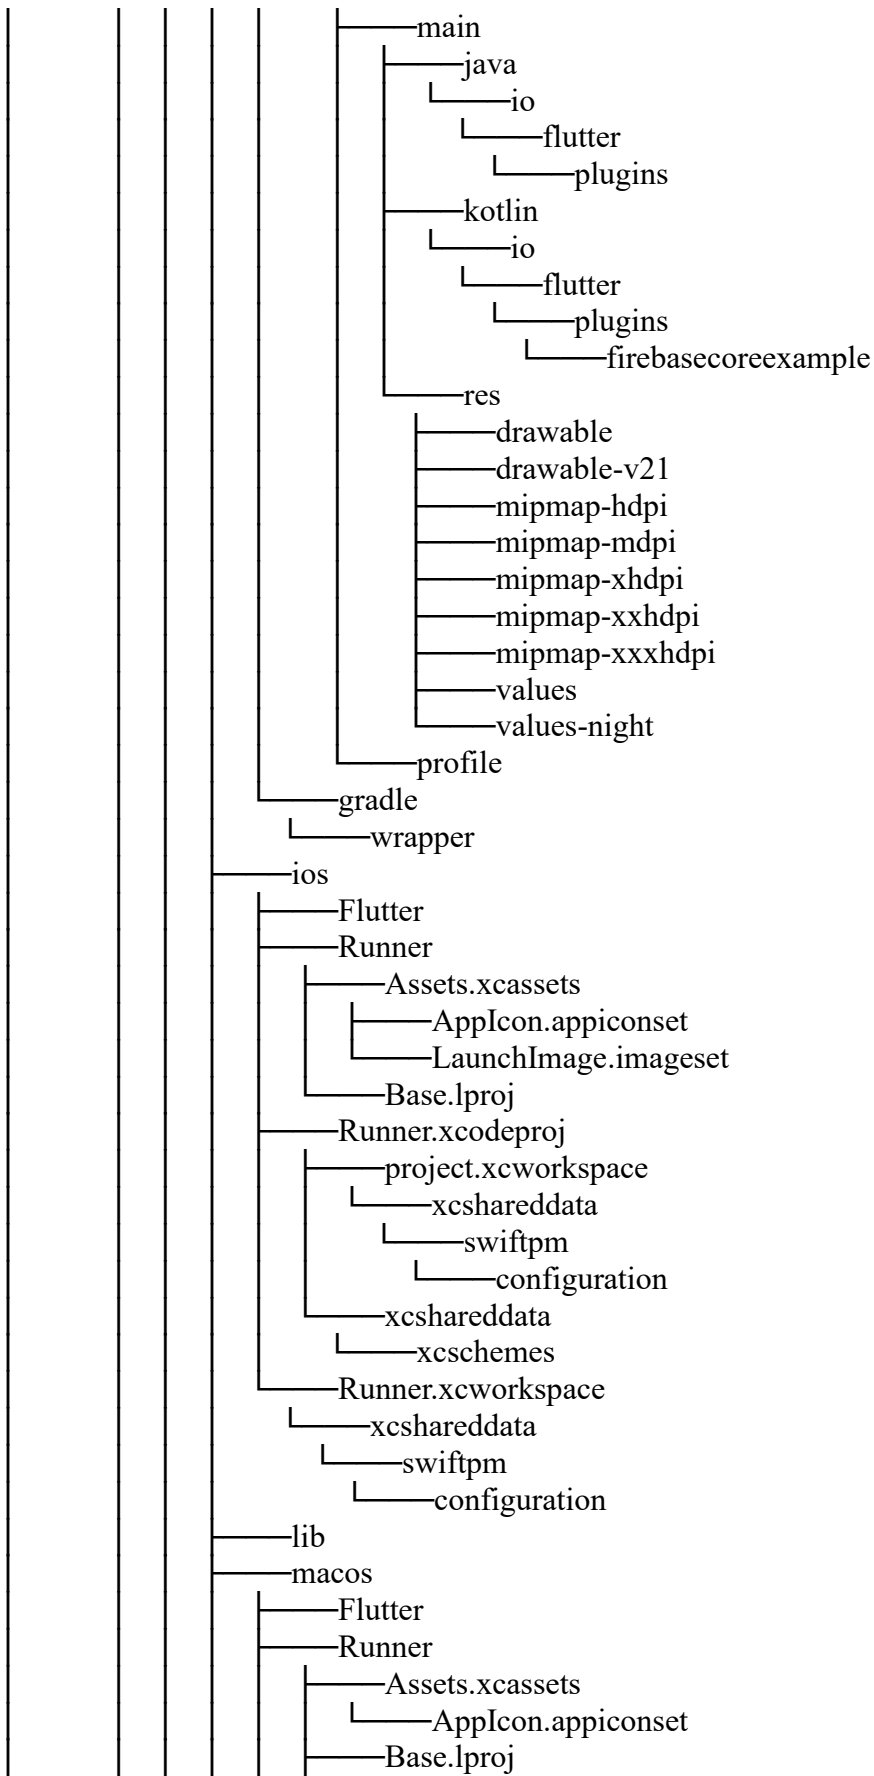 main
java
io
flutter
plugins
kotlin
io
flutter
plugins
firebasecoreexample
res
drawable
drawable-v21
mipmap-hdpi
mipmap-mdpi
mipmap-xhdpi
mipmap-xxhdpi
mipmap-xxxhdpi
values
values-night
profile
gradle
wrapper
ios
Flutter
Runner
Assets.xcassets
AppIcon.appiconset
LaunchImage.imageset
Base.lproj
Runner.xcodeproj
project.xcworkspace
xcshareddata
swiftpm
configuration
xcshareddata
xcschemes
Runner.xcworkspace
xcshareddata
swiftpm
configuration
lib
macos
Flutter
Runner
Assets.xcassets
AppIcon.appiconset
Base.lproj